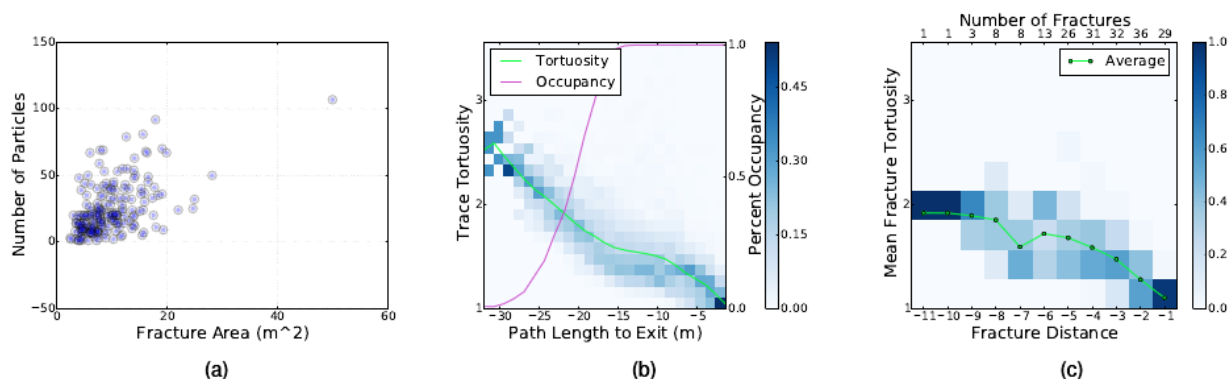 150
100
50
0
−50
0
20
40
60
Number of Particles
Fracture Area (m^2)
(a)
Tortuosity
Occupancy
3
2
1
Trace Tortuosity
−30
−25
−20
−15
−10
−5
Path Length to Exit (m)
1.0
0.5
0.0
Percent Occupancy
0.45
0.30
0.15
0.00
(b)
Number of Fractures
1 1 3 8 8 13 26 31 32 36 29
Average
3
2
1
Mean Fracture Tortuosity
−11 −10 −9 −8 −7 −6 −5 −4 −3 −2 −1
Fracture Distance
1.0
0.8
0.6
0.4
0.2
0.0
(c)